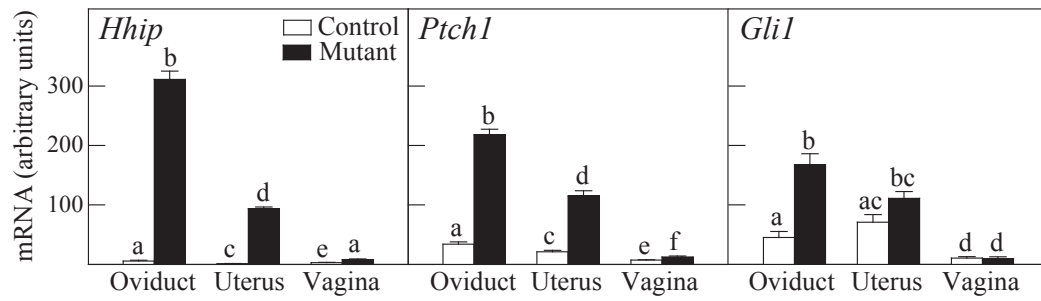 Hhip
Control
Mutant
Ptch1
Gli1
mRNA (arbitrary units)
300
200
100
a b c d e a
a b c d e f
a b ac bc d d
Oviduct Uterus Vagina
Oviduct Uterus Vagina
Oviduct Uterus Vagina